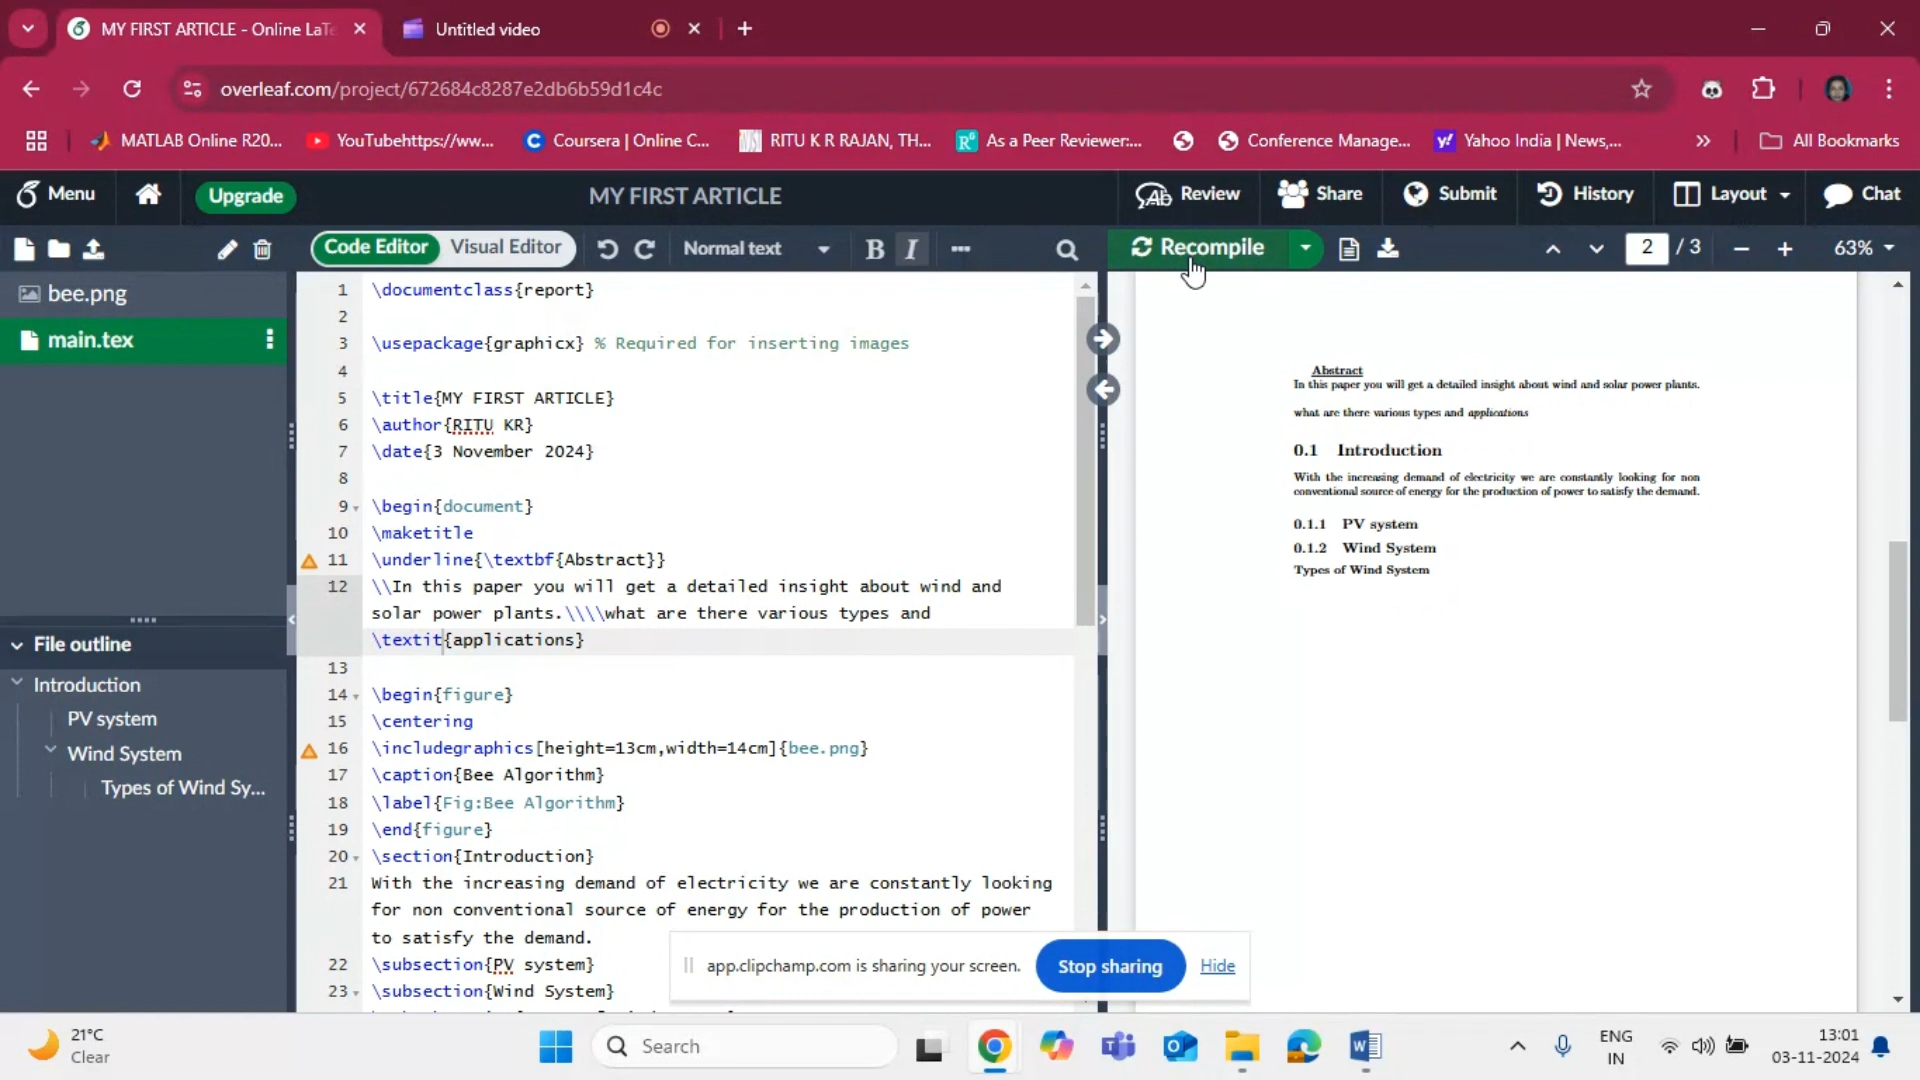 MY FIRST ARTICLE - Online LaTe
Untitled video
overleaf.com/project/672684c8287e2db6b59d1c4c
MATLAB Online R20...
YouTubehttps://ww...
Coursera | Online C...
RITU K R RAJAN, TH...
As a Peer Reviewer:...
Conference Manage...
Yahoo India | News,...
All Bookmarks
Menu
Upgrade
MY FIRST ARTICLE
Review
Share
Submit
History
Layout
Chat
Code Editor
Visual Editor
Normal text
B
I
Recompile
2 / 3
63%
bee.png
main.tex
File outline
Introduction
PV system
Wind System
Types of Wind Sy...
1 \documentclass{report}
2
3 \usepackage{graphicx} % Required for inserting images
4
5 \title{MY FIRST ARTICLE}
6 \author{RITU KR}
7 \date{3 November 2024}
8
9 \begin{document}
10 \maketitle
11 \underline{\textbf{Abstract}}
12 \\In this paper you will get a detailed insight about wind and
solar power plants.\\\\what are there various types and
\textit{applications}
13
14 \begin{figure}
15 \centering
16 \includegraphics[height=13cm,width=14cm]{bee.png}
17 \caption{Bee Algorithm}
18 \label{Fig:Bee Algorithm}
19 \end{figure}
20 \section{Introduction}
21 With the increasing demand of electricity we are constantly looking
for non conventional source of energy for the production of power
to satisfy the demand.
22 \subsection{PV system}
23 \subsection{Wind System}
Abstract
In this paper you will get a detailed insight about wind and solar power plants.
what are there various types and applications
0.1 Introduction
With the increasing demand of electricity we are constantly looking for non
conventional source of energy for the production of power to satisfy the demand.
0.1.1 PV system
0.1.2 Wind System
Types of Wind System
app.clipchamp.com is sharing your screen.
Stop sharing
Hide
21°C
Clear
Search
ENG
IN
13:01
03-11-2024